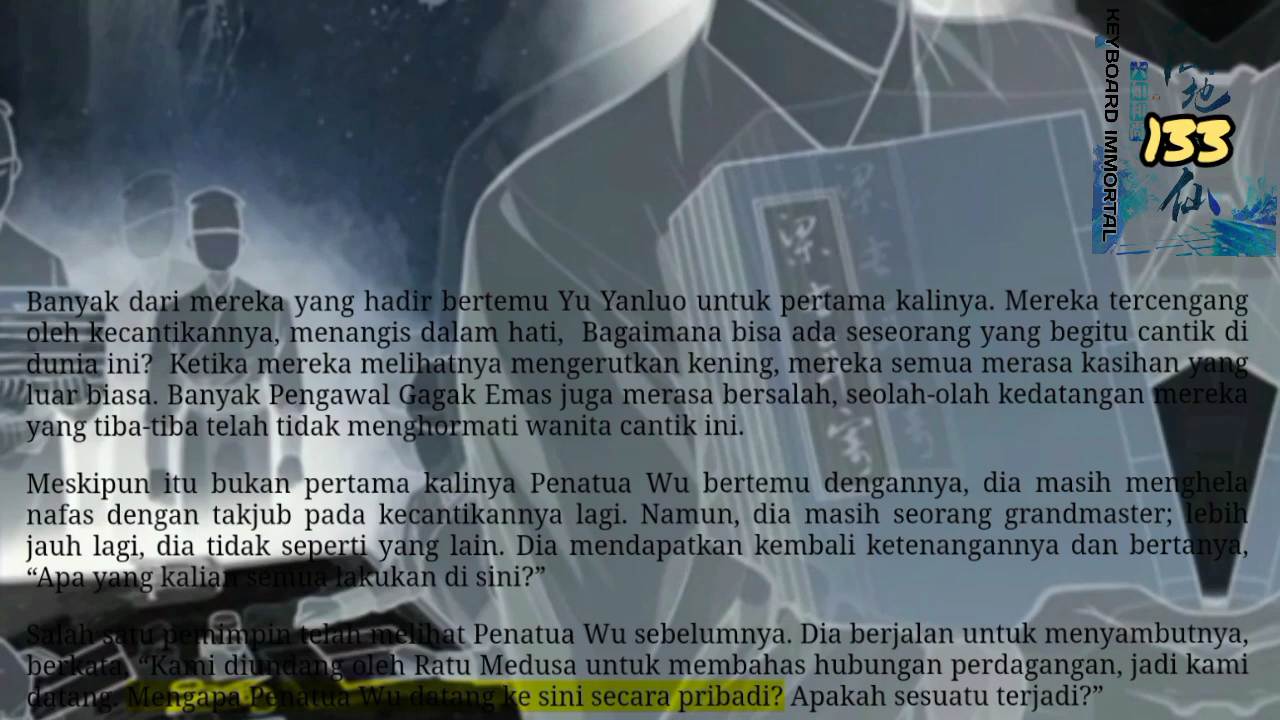 KEYBOARD IMMORTAL
133
地
仙
Banyak dari mereka yang hadir bertemu Yu Yanluo untuk pertama kalinya. Mereka tercengang
oleh kecantikannya, menangis dalam hati,  Bagaimana bisa ada seseorang yang begitu cantik di
dunia ini?  Ketika mereka melihatnya mengerutkan kening, mereka semua merasa kasihan yang
luar biasa. Banyak Pengawal Gagak Emas juga merasa bersalah, seolah-olah kedatangan mereka
yang tiba-tiba telah tidak menghormati wanita cantik ini.
Meskipun itu bukan pertama kalinya Penatua Wu bertemu dengannya, dia masih menghela
nafas dengan takjub pada kecantikannya lagi. Namun, dia masih seorang grandmaster; lebih
jauh lagi, dia tidak seperti yang lain. Dia mendapatkan kembali ketenangannya dan bertanya,
“Apa yang kalian semua lakukan di sini?”
Salah satu pemimpin telah melihat Penatua Wu sebelumnya. Dia berjalan untuk menyambutnya,
berkata, “Kami diundang oleh Ratu Medusa untuk membahas hubungan perdagangan, jadi kami
datang. Mengapa Penatua Wu datang ke sini secara pribadi? Apakah sesuatu terjadi?”